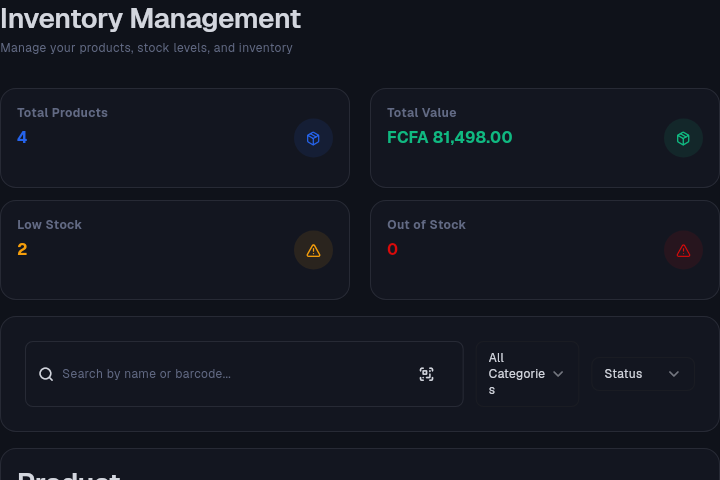 Inventory Management
Manage your products, stock levels, and inventory
Total Products
4
Total Value
FCFA 81,498.00
Low Stock
2
Out of Stock
0
Search by name or barcode...
All
Categorie
s
Status
Product